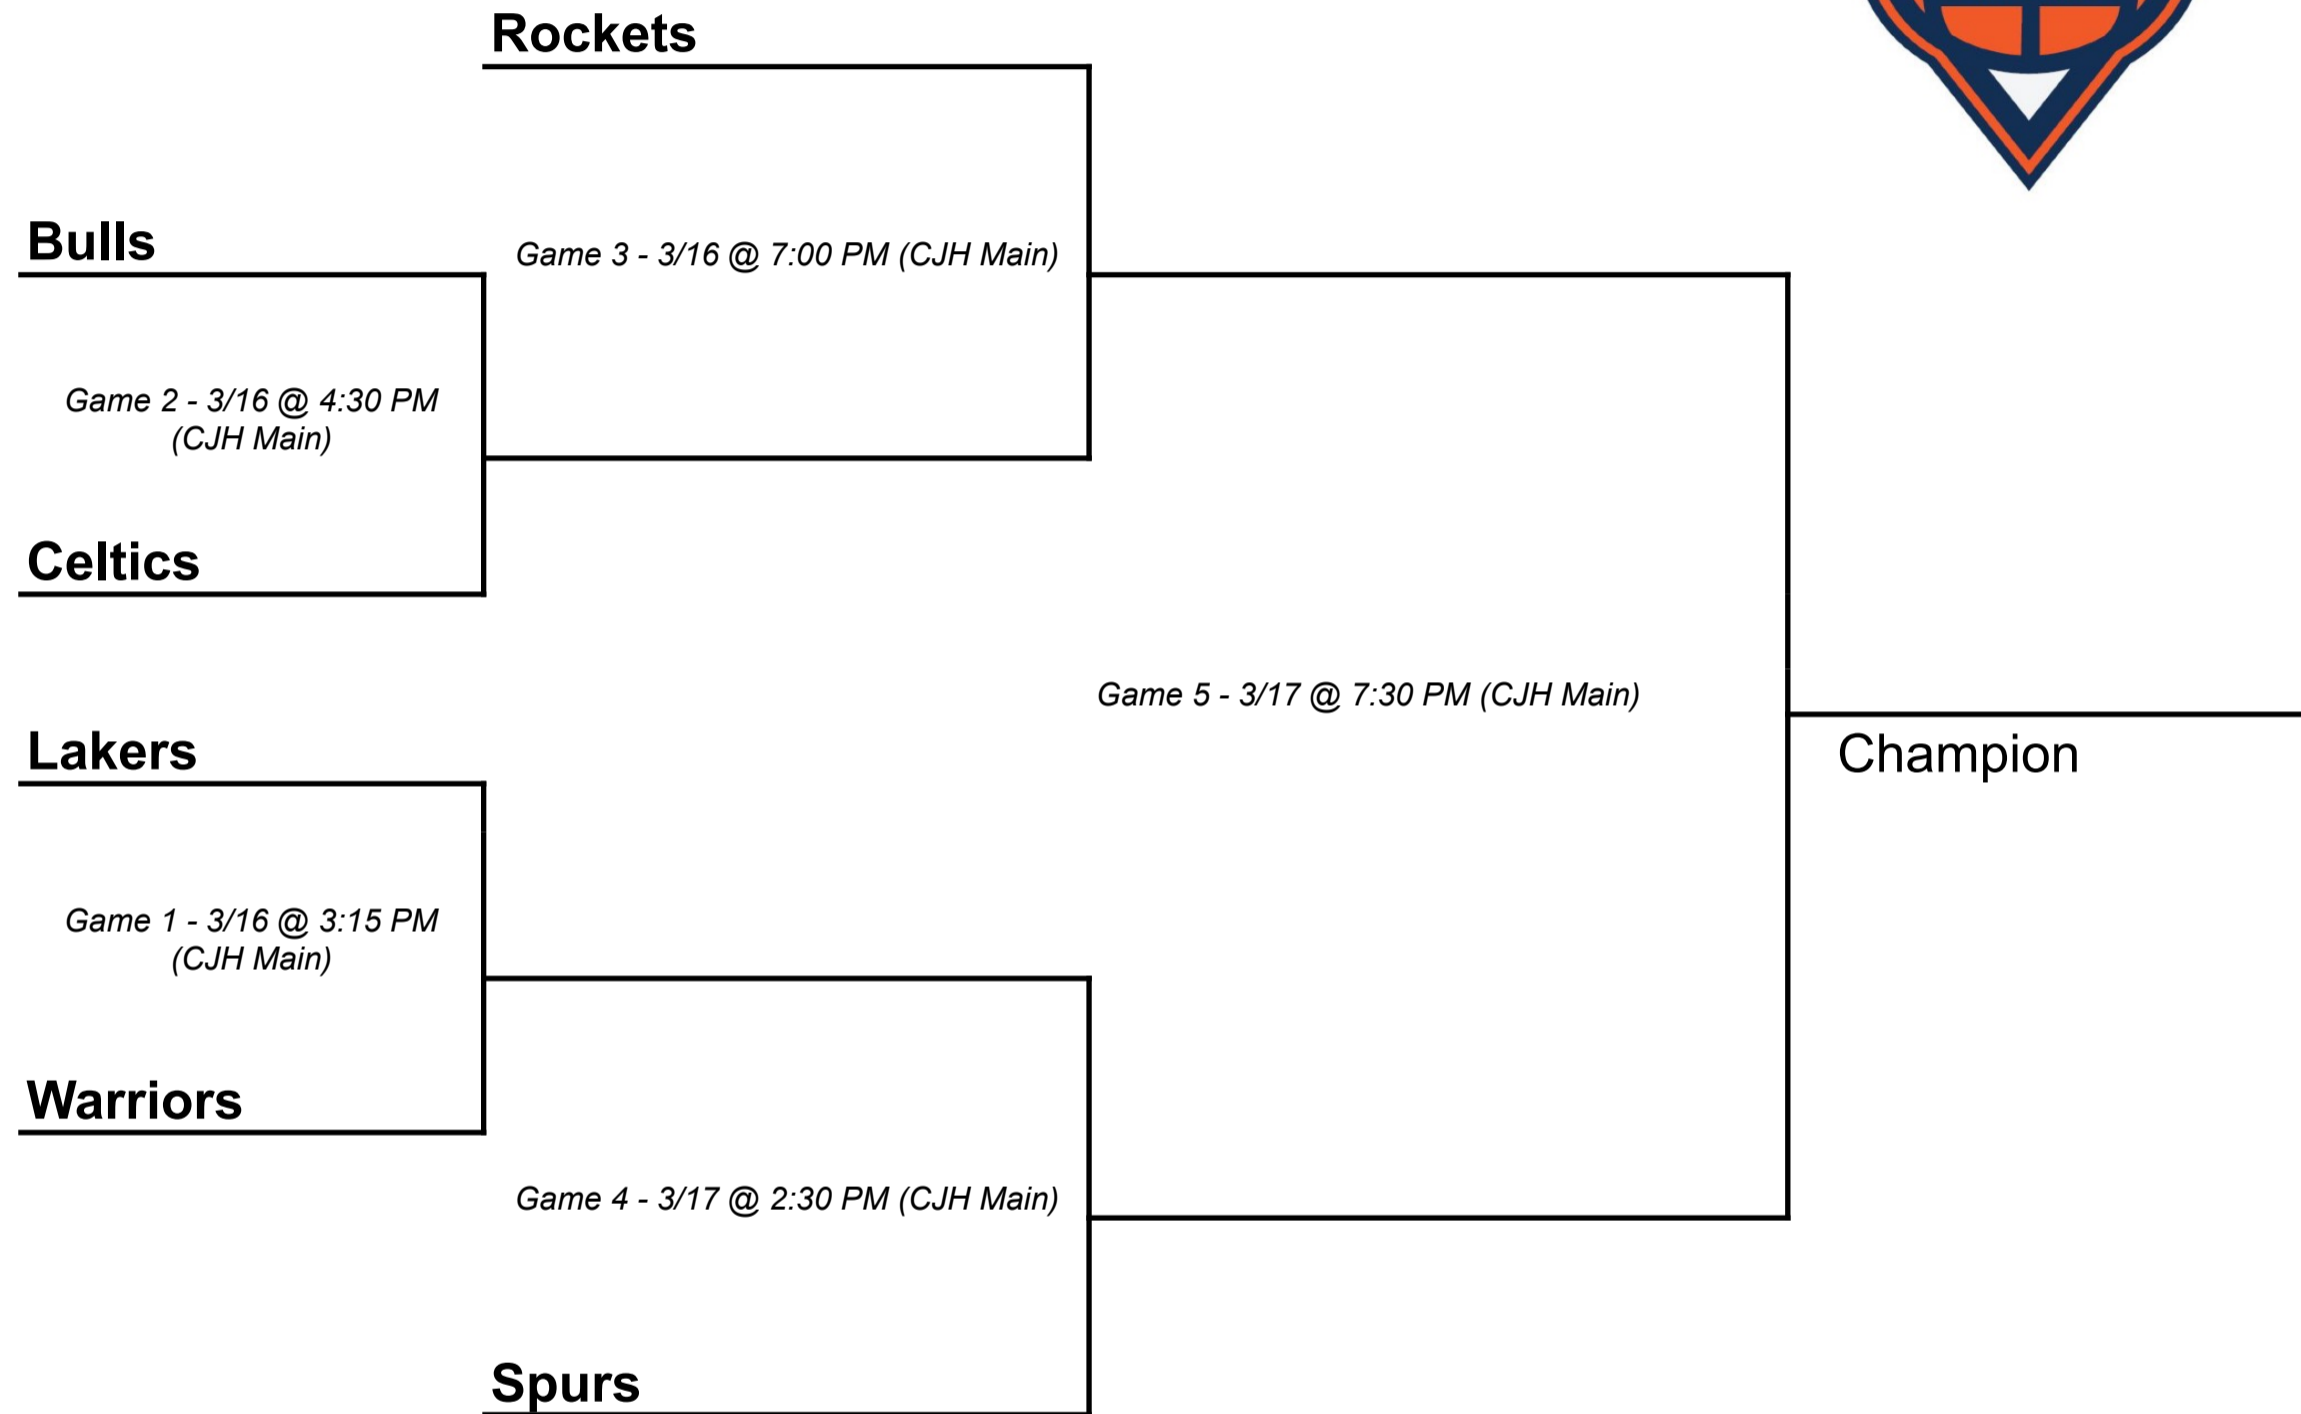 Rockets
Bulls
Game 3 - 3/16 @ 7:00 PM (CJH Main)
Game 2 - 3/16 @ 4:30 PM
(CJH Main)
Celtics
Game 5 - 3/17 @ 7:30 PM (CJH Main)
Lakers
Champion
Game 1 - 3/16 @ 3:15 PM
(CJH Main)
Warriors
Game 4 - 3/17 @ 2:30 PM (CJH Main)
Spurs